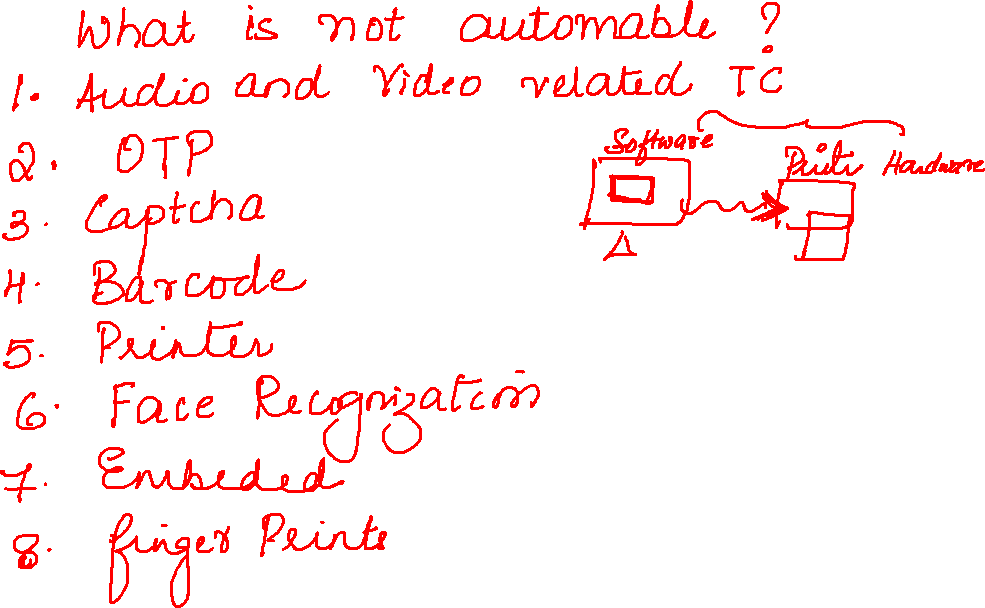 What is not automable ?
1. Audio and Video related TC
2. OTP
Software
Hardware
3. Captcha
4. Barcode
5. Printer
6. Face Recognization
7. Embeded
8. finger Prints